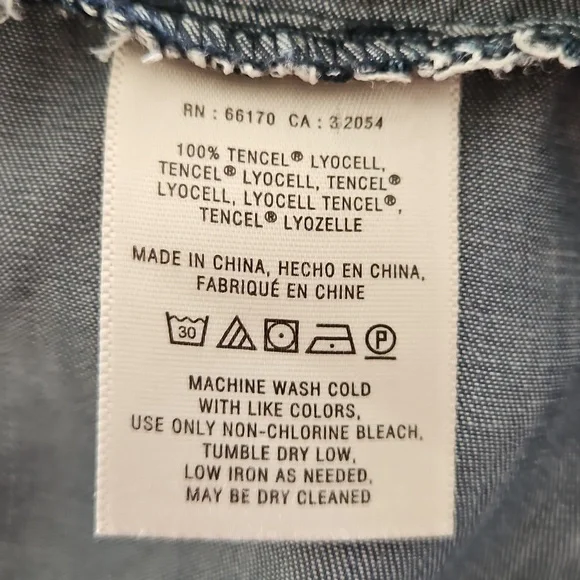 RN : 66170 CA : 32054
100% TENCEL® LYOCELL,
TENCEL® LYOCELL, TENCEL®
LYOCELL, LYOCELL TENCEL®,
TENCEL® LYOZELLE
MADE IN CHINA, HECHO EN CHINA,
FABRIQUÉ EN CHINE
30
P
MACHINE WASH COLD
WITH LIKE COLORS,
USE ONLY NON-CHLORINE BLEACH,
TUMBLE DRY LOW,
LOW IRON AS NEEDED,
MAY BE DRY CLEANED